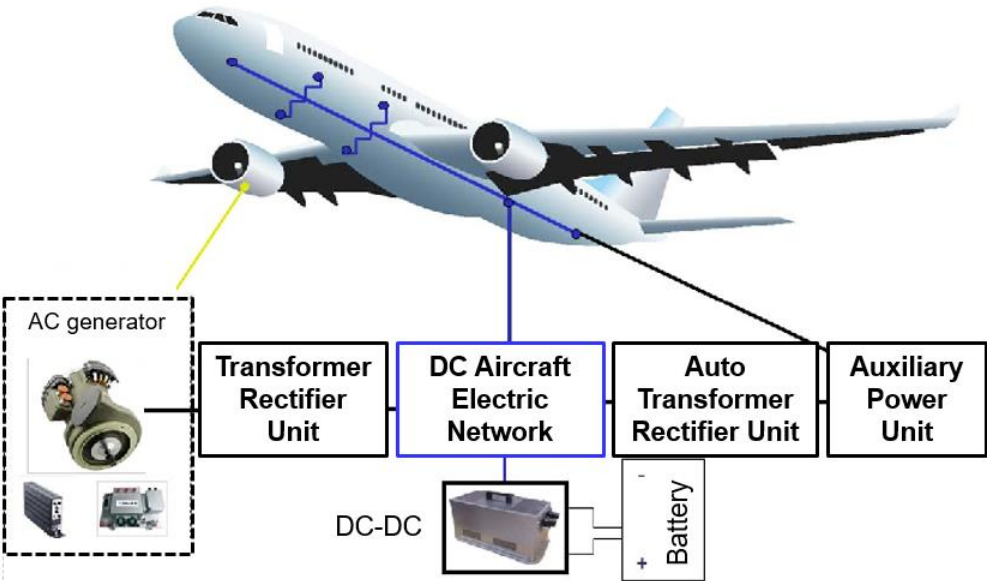 AC generator
Transformer
Rectifier
Unit
DC Aircraft
Electric
Network
Auto
Transformer
Rectifier Unit
Auxiliary
Power
Unit
DC-DC
-
Battery
+